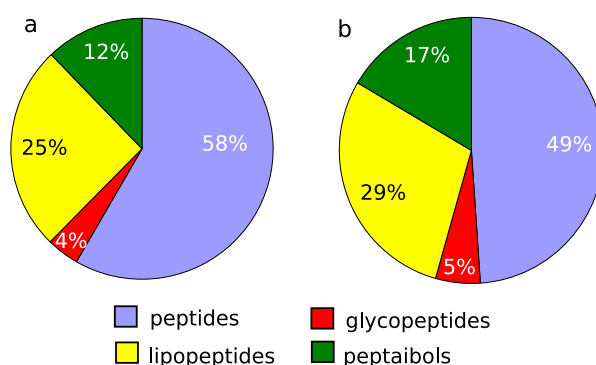 a
b
12%
17%
58%
49%
25%
29%
4%
5%
peptides
glycopeptides
lipopeptides
peptaibols